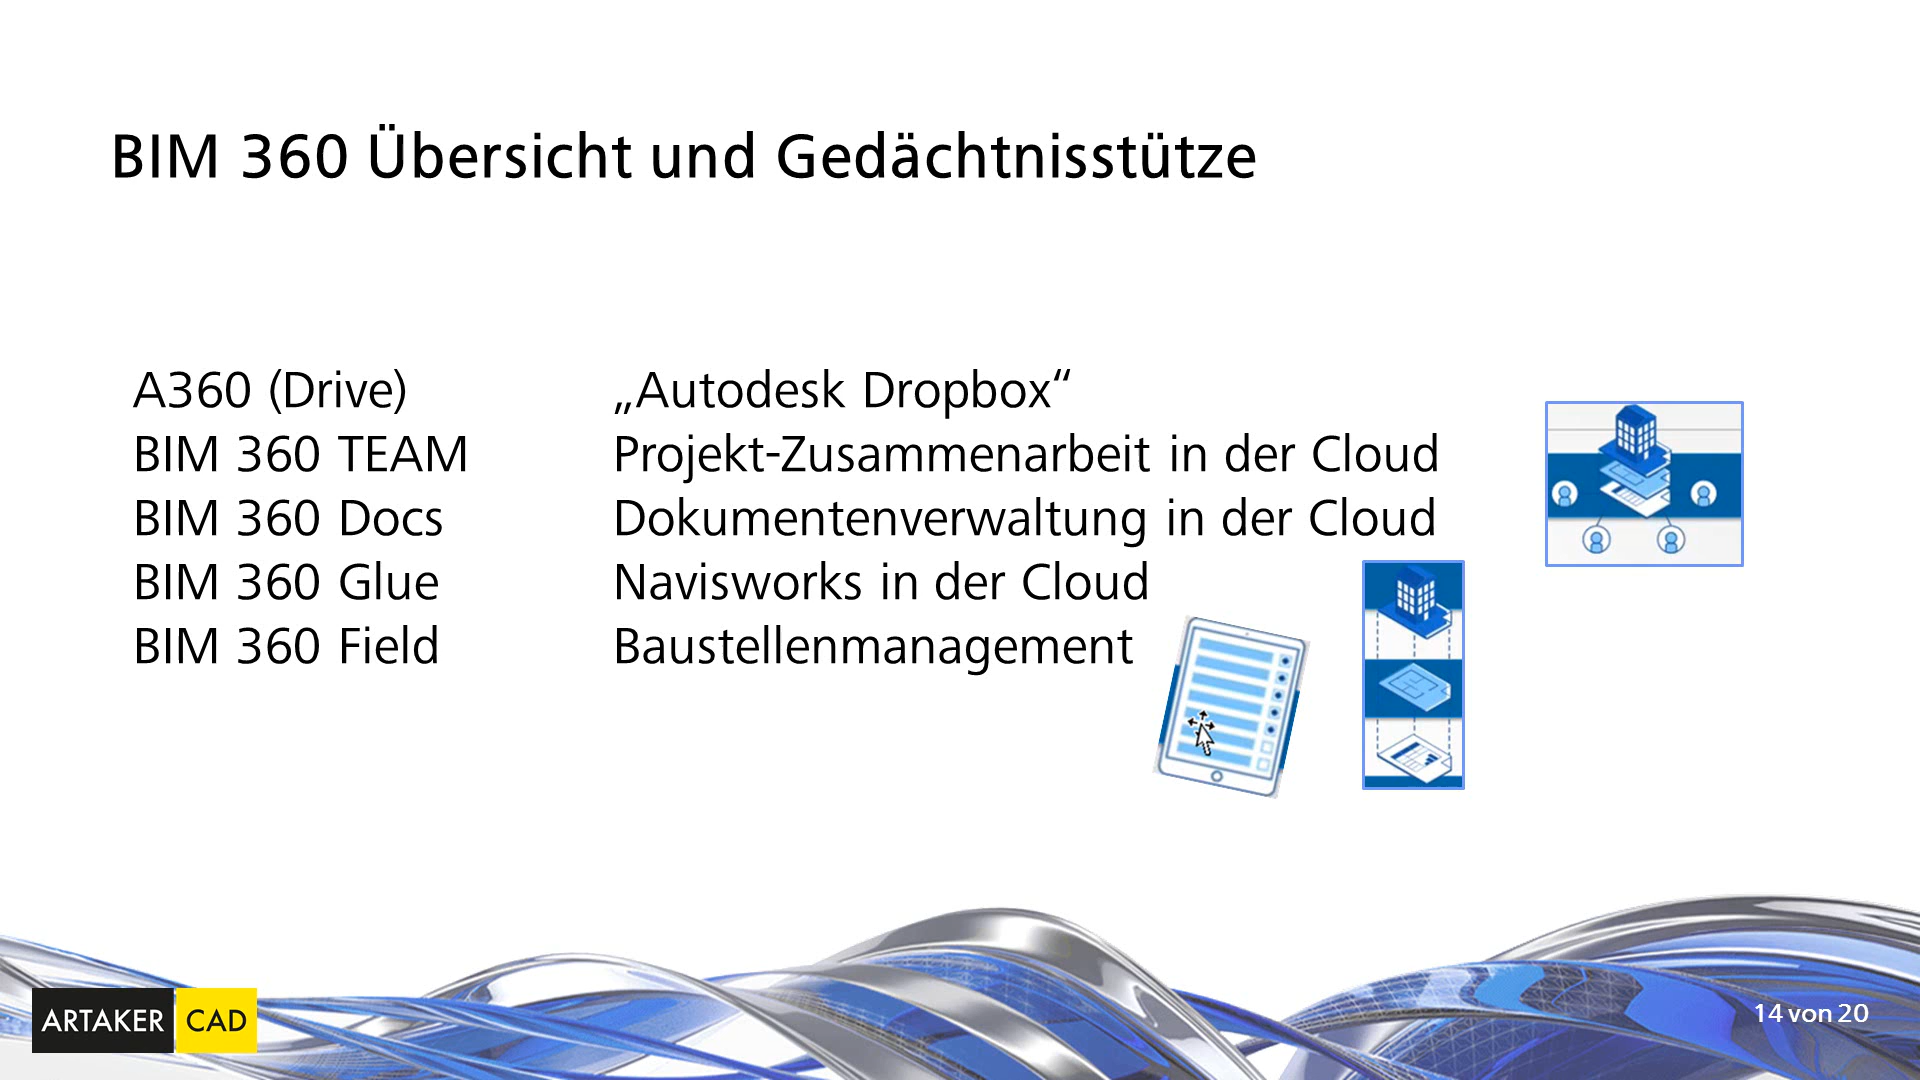 BIM 360 Übersicht und Gedächtnisstütze
A360 (Drive) „Autodesk Dropbox“
BIM 360 TEAM Projekt-Zusammenarbeit in der Cloud
BIM 360 Docs Dokumentenverwaltung in der Cloud
BIM 360 Glue Navisworks in der Cloud
BIM 360 Field Baustellenmanagement
ARTAKER CAD
14 von 20